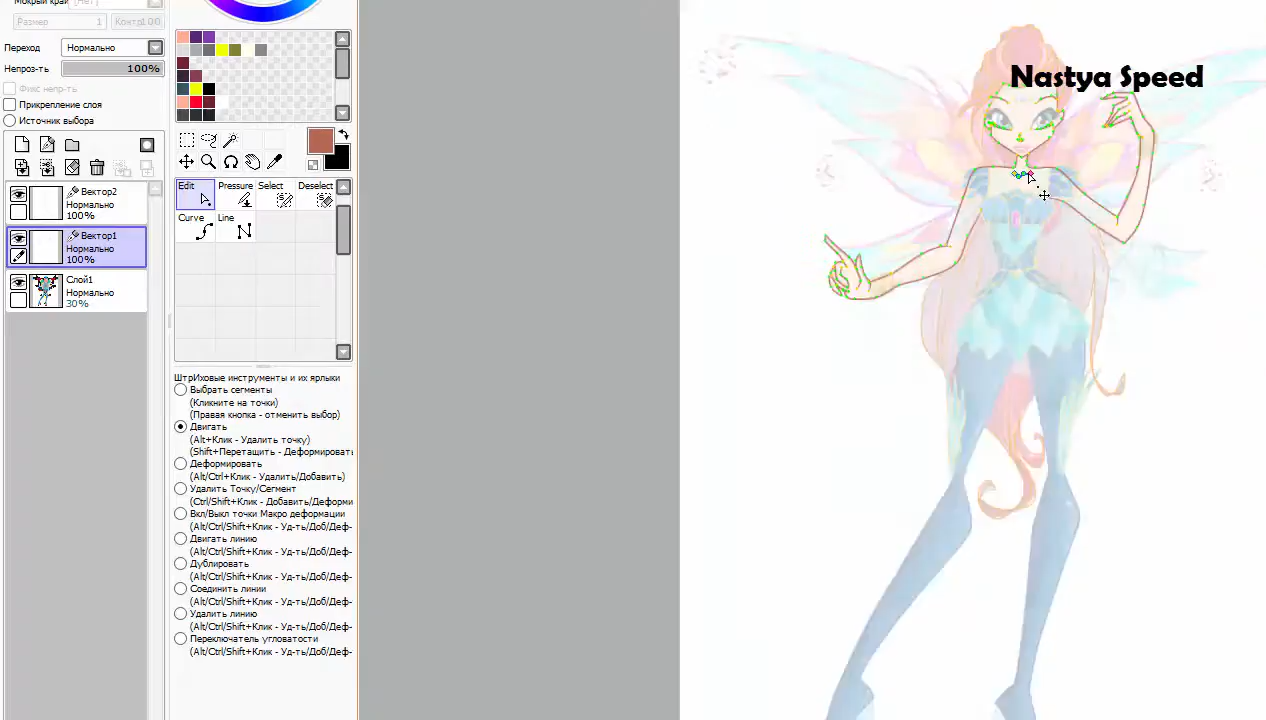 Мокрый край [Нет]
Размер 1 Контр100
Переход Нормально
Непроз-ть 100%
Фикс непр-ть
Прикрепление слоя
Источник выбора
Вектор2
Нормально
100%
Вектор1
Нормально
100%
Слой1
Нормально
30%
Edit Pressure Select Deselect
Curve Line
ШтрИховые инструменты и их ярлыки
Выбрать сегменты
(Кликните на точки)
(Правая кнопка - отменить выбор)
Двигать
(Alt+Клик - Удалить точку)
(Shift+Перетащить - Деформировать
Деформировать
(Alt/Ctrl+Клик - Удалить/Добавить)
Удалить Точку/Сегмент
(Ctrl/Shift+Клик - Добавить/Деформи
Вкл/Выкл точки Макро деформации
(Alt/Ctrl/Shift+Клик - Уд-ть/Доб/Деф-
Двигать линию
(Alt/Ctrl/Shift+Клик - Уд-ть/Доб/Деф-
Дублировать
(Alt/Ctrl/Shift+Клик - Уд-ть/Доб/Деф-
Соединить линии
(Alt/Ctrl/Shift+Клик - Уд-ть/Доб/Деф-
Удалить линию
(Alt/Ctrl/Shift+Клик - Уд-ть/Доб/Деф-
Переключатель угловатости
(Alt/Ctrl/Shift+Клик - Уд-ть/Доб/Деф-
Nastya Speed